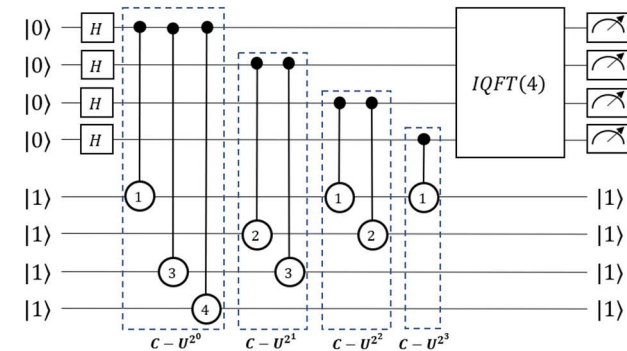 |0⟩ H
|0⟩ H
|0⟩ H
|0⟩ H
IQFT(4)
|1⟩ 1 1 1 |1⟩
|1⟩ 2 2 |1⟩
|1⟩ 3 3 |1⟩
|1⟩ 4 |1⟩
C − U^{2^0} C − U^{2^1} C − U^{2^2} C − U^{2^3}